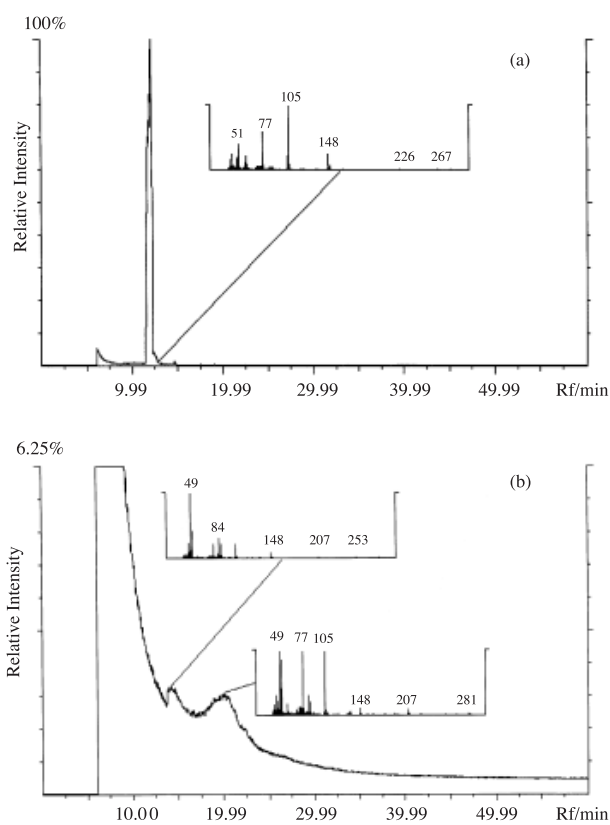 100%
(a)
Relative Intensity
105
77
51
148
226 267
9.99 19.99 29.99 39.99 49.99 Rf/min
6.25%
(b)
Relative Intensity
49
84
148 207 253
49 77 105
148 207 281
10.00 19.99 29.99 39.99 49.99 Rf/min